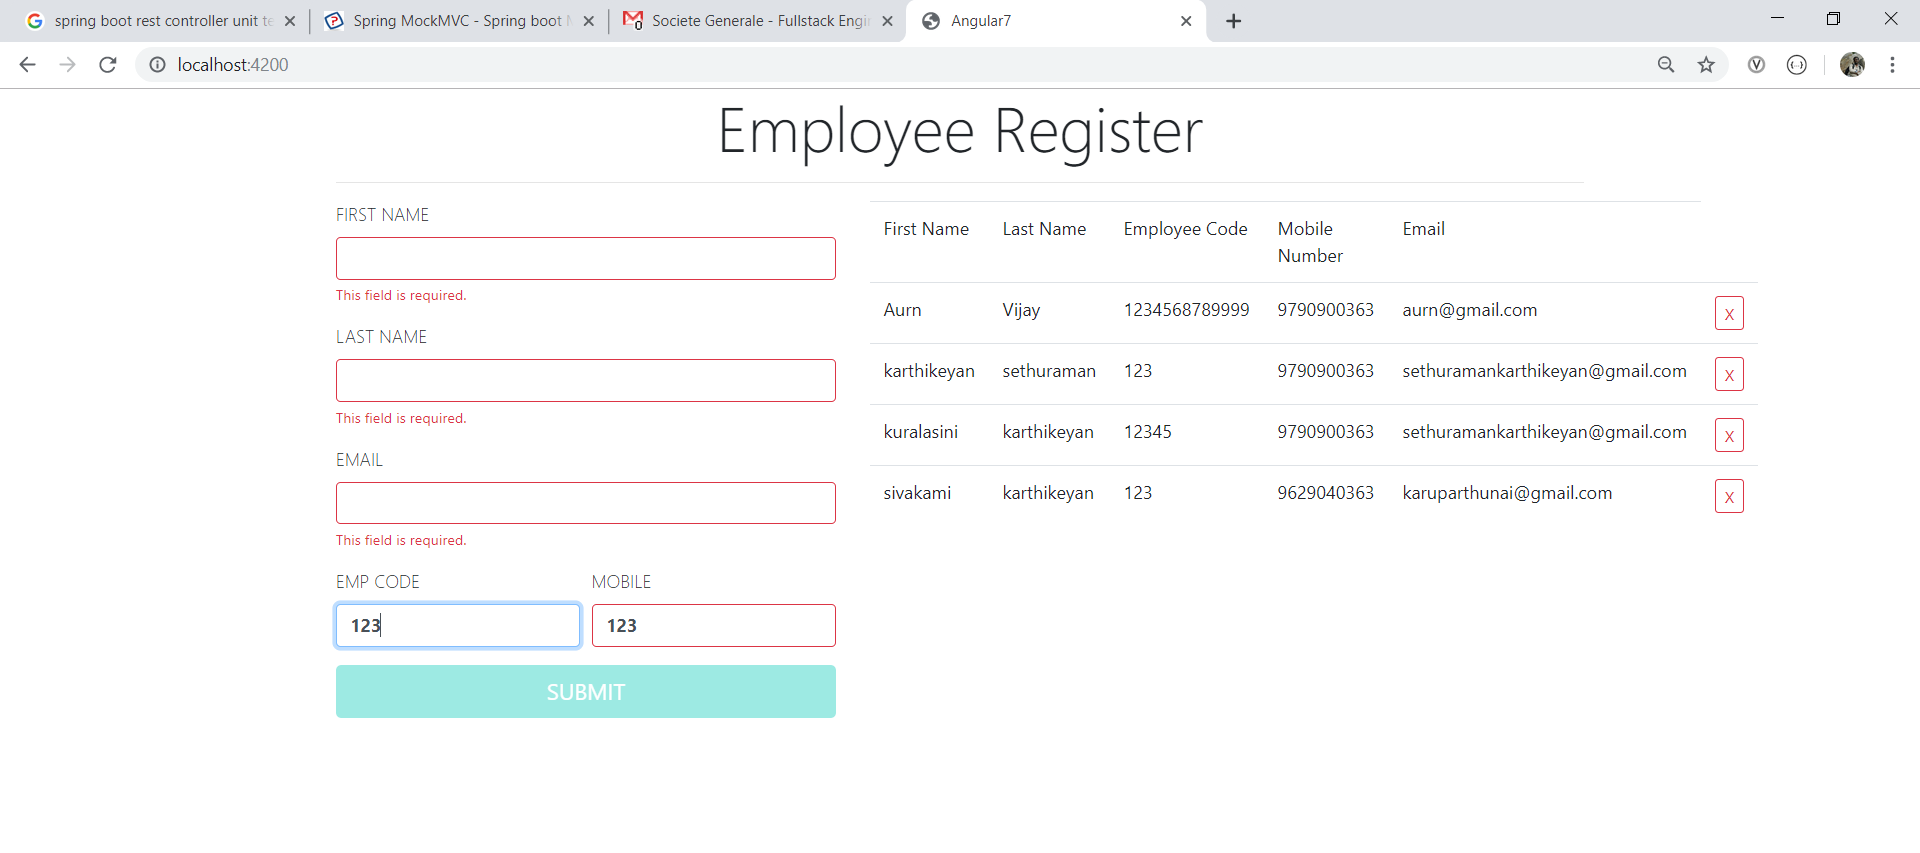 spring boot rest controller unit te
Spring MockMVC - Spring boot M
0
Societe Generale - Fullstack Engin
Angular7
localhost:4200
Employee Register
FIRST NAME
This field is required.
LAST NAME
This field is required.
EMAIL
This field is required.
EMP CODE MOBILE
123 123
SUBMIT
First Name Last Name Employee Code Mobile Number Email
Aurn Vijay 1234568789999 9790900363 aurn@gmail.com X
karthikeyan sethuraman 123 9790900363 sethuramankarthikeyan@gmail.com X
kuralasini karthikeyan 12345 9790900363 sethuramankarthikeyan@gmail.com X
sivakami karthikeyan 123 9629040363 karuparthunai@gmail.com X